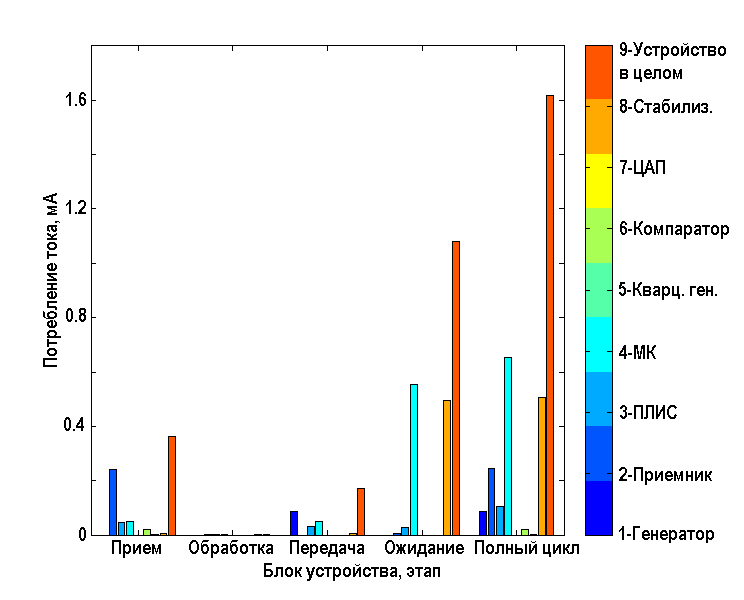 1.6
1.2
0.8
0.4
0
Потребление тока, мА
Прием
Обработка
Передача
Ожидание
Полный цикл
Блок устройства, этап
9-Устройство
в целом
8-Стабилиз.
7-ЦАП
6-Компаратор
5-Кварц. ген.
4-МК
3-ПЛИС
2-Приемник
1-Генератор